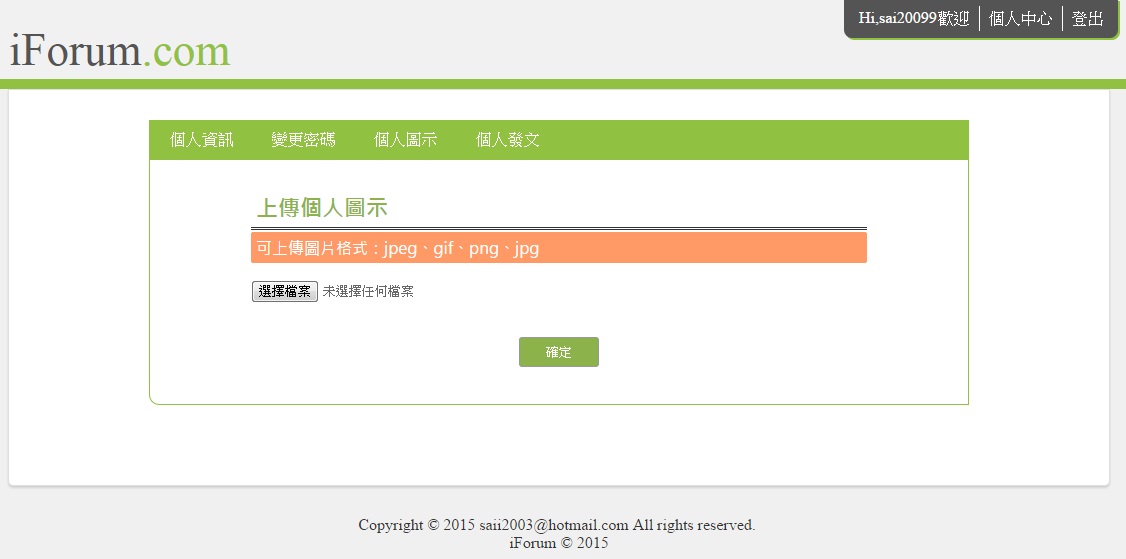 Hi,sai20099歡迎 個人中心 登出
iForum.com
個人資訊 變更密碼 個人圖示 個人發文
上傳個人圖示
可上傳圖片格式：jpeg、gif、png、jpg
選擇檔案 未選擇任何檔案
確定
Copyright © 2015 saii2003@hotmail.com All rights reserved.
iForum © 2015